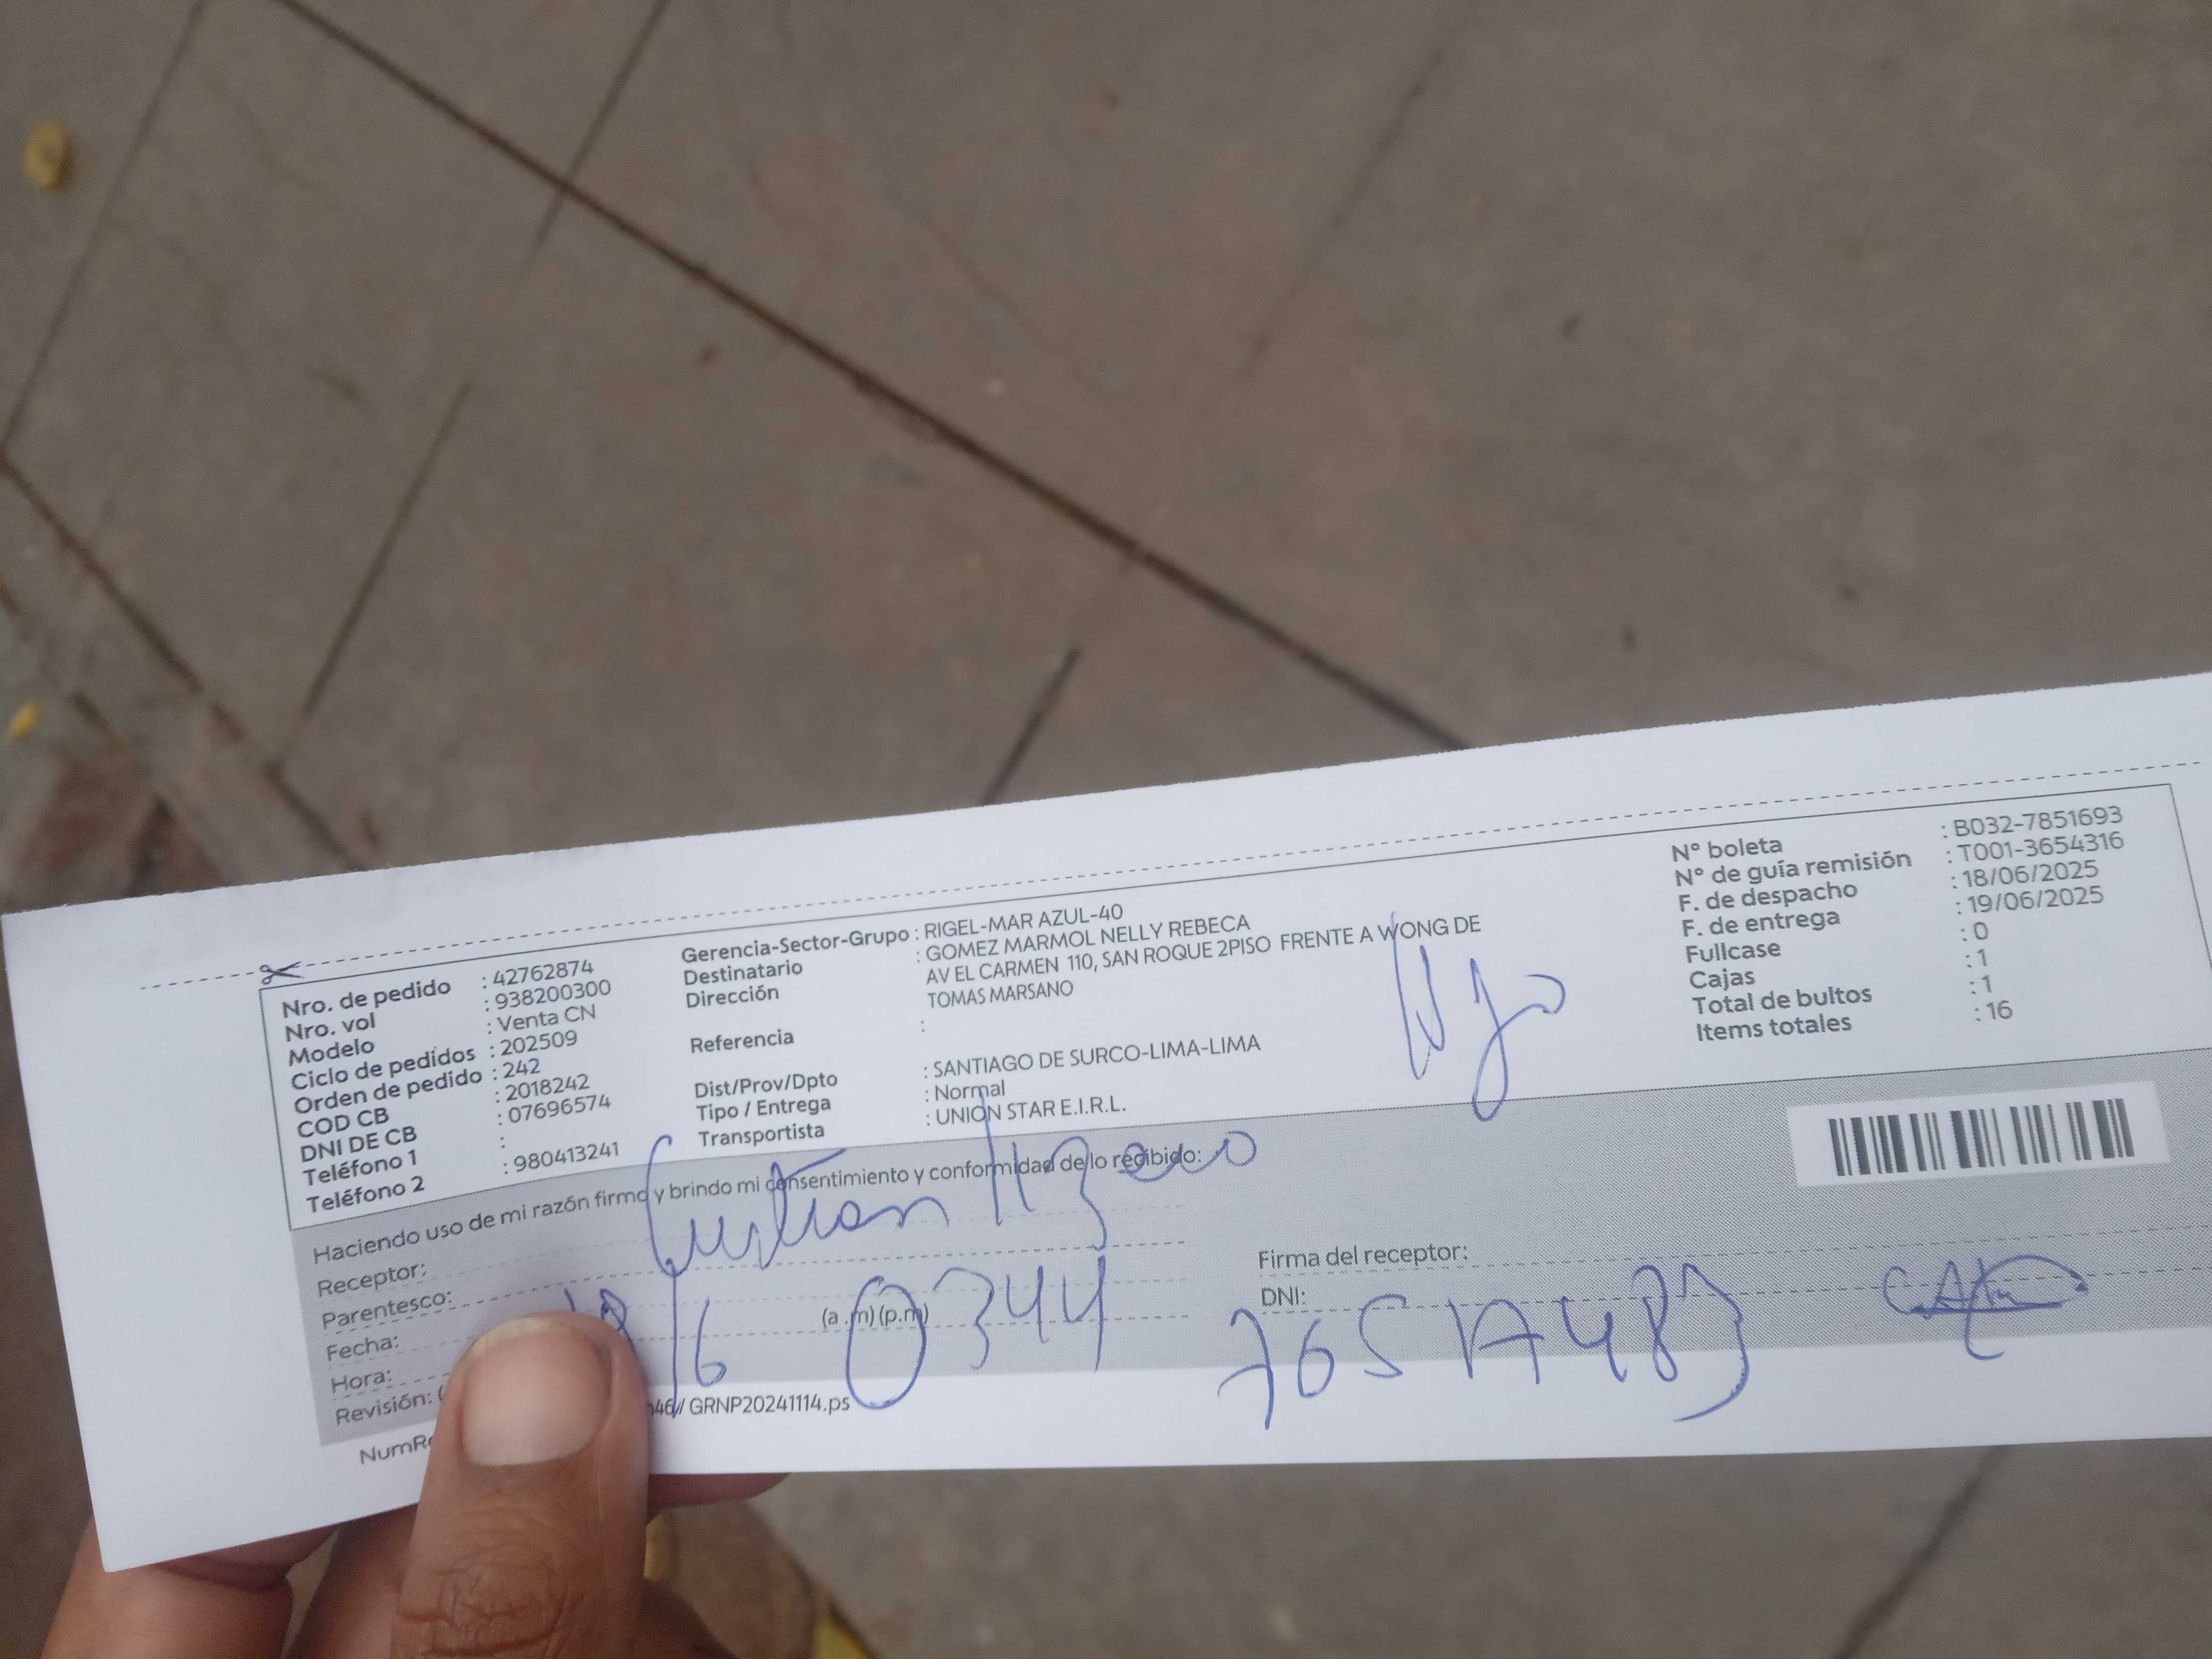 Nro. de pedido : 42762874
Nro. vol : 938200300
Modelo : Venta CN
Ciclo de pedidos : 202509
Orden de pedido : 242
COD CB : 2018242
DNI DE CB : 07696574
Teléfono 1 :
Teléfono 2 : 980413241
Gerencia-Sector-Grupo : RIGEL-MAR AZUL-40
Destinatario : GOMEZ MARMOL NELLY REBECA
Dirección AV EL CARMEN 110, SAN ROQUE 2PISO FRENTE A WONG DE
TOMAS MARSANO
Referencia :
Dist/Prov/Dpto : SANTIAGO DE SURCO-LIMA-LIMA
Tipo / Entrega : Normal
Transportista : UNION STAR E.I.R.L.
N° boleta : B032-7851693
N° de guía remisión : T001-3654316
F. de despacho : 18/06/2025
F. de entrega : 19/06/2025
Fullcase : 0
Cajas : 1
Total de bultos : 1
Items totales : 16
Haciendo uso de mi razón firmo y brindo mi consentimiento y conformidad de lo recibido:
Receptor:
Parentesco:
Fecha: 18/6
Hora: (a.m) (p.m) 0344
Revisión: (
Firma del receptor:
DNI:
// GRNP20241114.ps